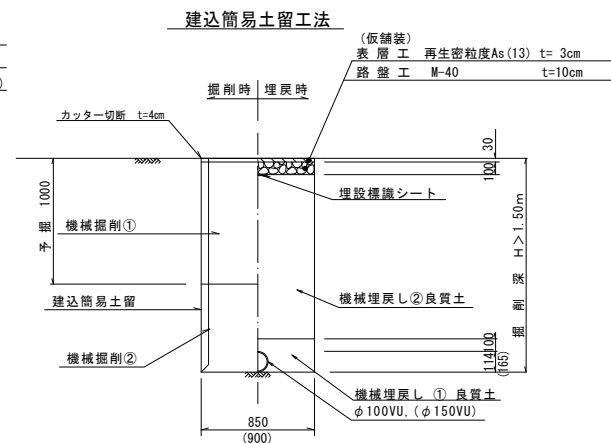 建込簡易土留工法
(仮舗装)
表 層 工 再生密粒度As(13) t= 3cm
路 盤 工 M-40 t=10cm
)
掘削時 埋戻時
カッター切断 t=4cm
30
100
埋設標識シート
予 掘 1000
機械掘削①
掘 削 深 H>1.50m
機械埋戻し②良質土
建込簡易土留
機械掘削②
100
114
(165)
機械埋戻し ① 良質土
φ100VU, (φ150VU)
850
(900)